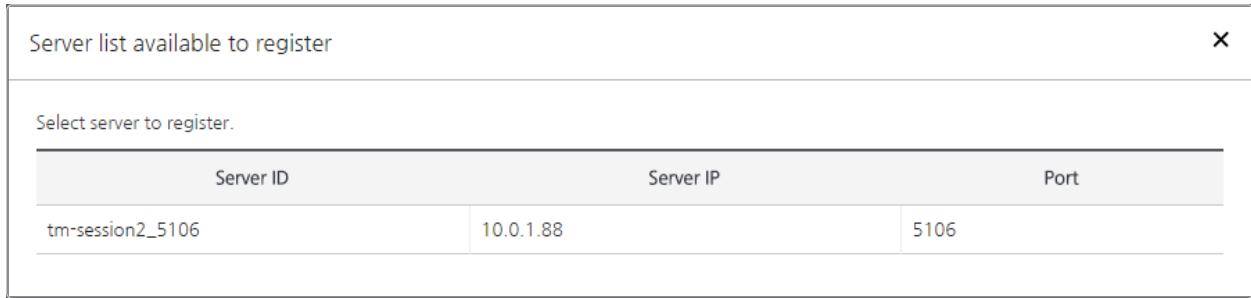 Server list available to register
Select server to register.
Server ID Server IP Port
tm-session2_5106 10.0.1.88 5106